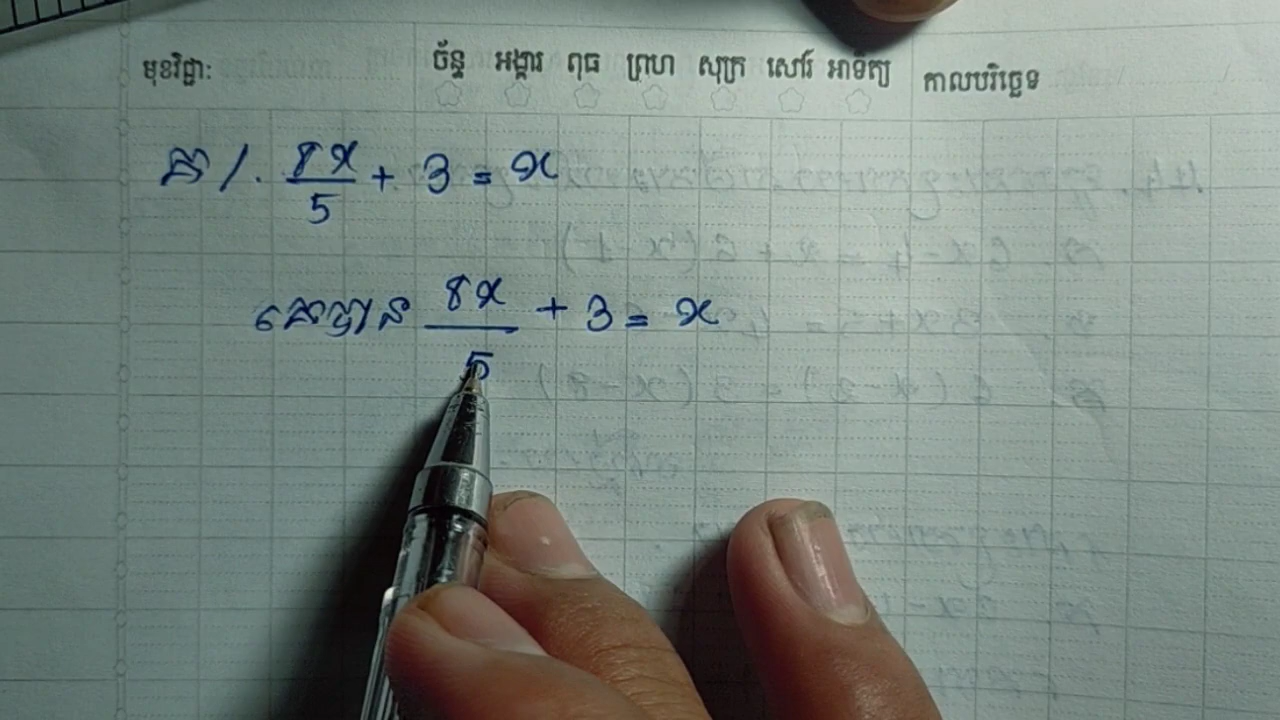 មុខវិជ្ជា: ច័ន្ទ អង្គារ ពុធ ព្រហ សុក្រ សៅរ៍ អាទិត្យ កាលបរិច្ឆេទ
គ/. 8x/5 + 3 = x
គេបាន 8x/5 + 3 = x